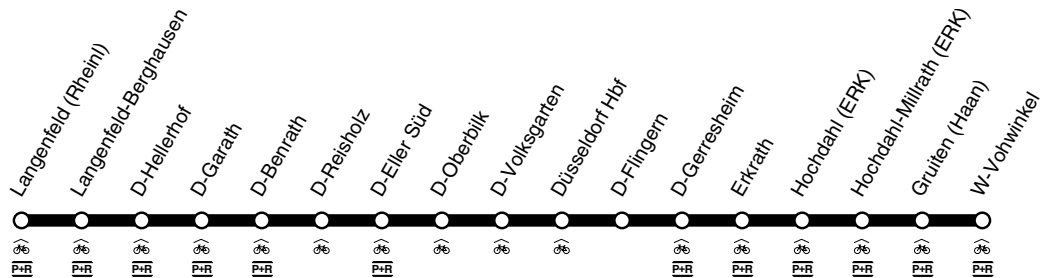 Langenfeld (Rheinl)
Langenfeld-Berghausen
D-Hellerhof
D-Garath
D-Benrath
D-Reisholz
D-Eller Süd
D-Oberbilk
D-Volksgarten
Düsseldorf Hbf
D-Flingern
D-Gerresheim
Erkrath
Hochdahl (ERK)
Hochdahl-Millrath (ERK)
Gruiten (Haan)
W-Vohwinkel
P+R P+R P+R P+R P+R P+R P+R P+R P+R P+R P+R P+R